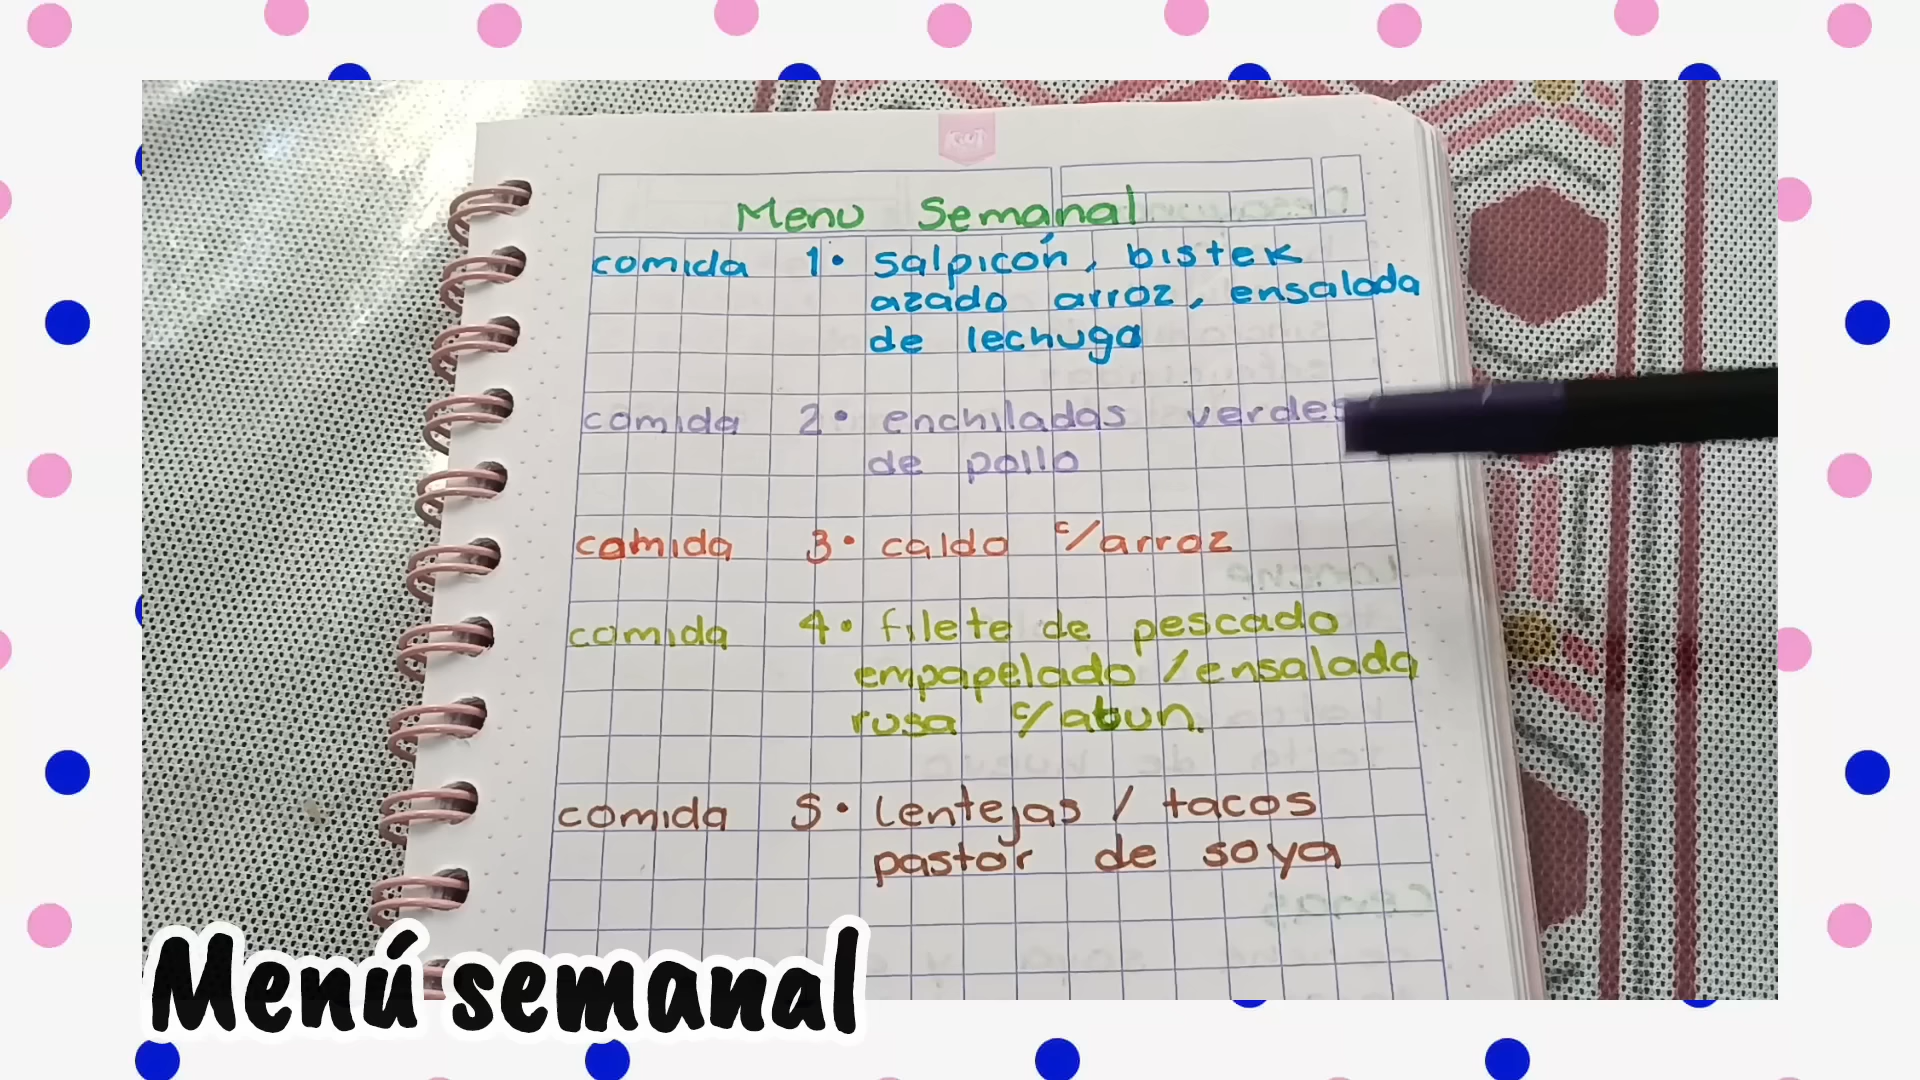 Menu Semanal
comida 1. salpicón, bistek
azado arroz, ensalada
de lechuga
comida 2. enchiladas verdes
de pollo
comida 3. caldo c/arroz
comida 4. filete de pescado
empapelado / ensalada
rusa c/atun.
comida 5. lentejas / tacos
pastor de soya
Menú semanal